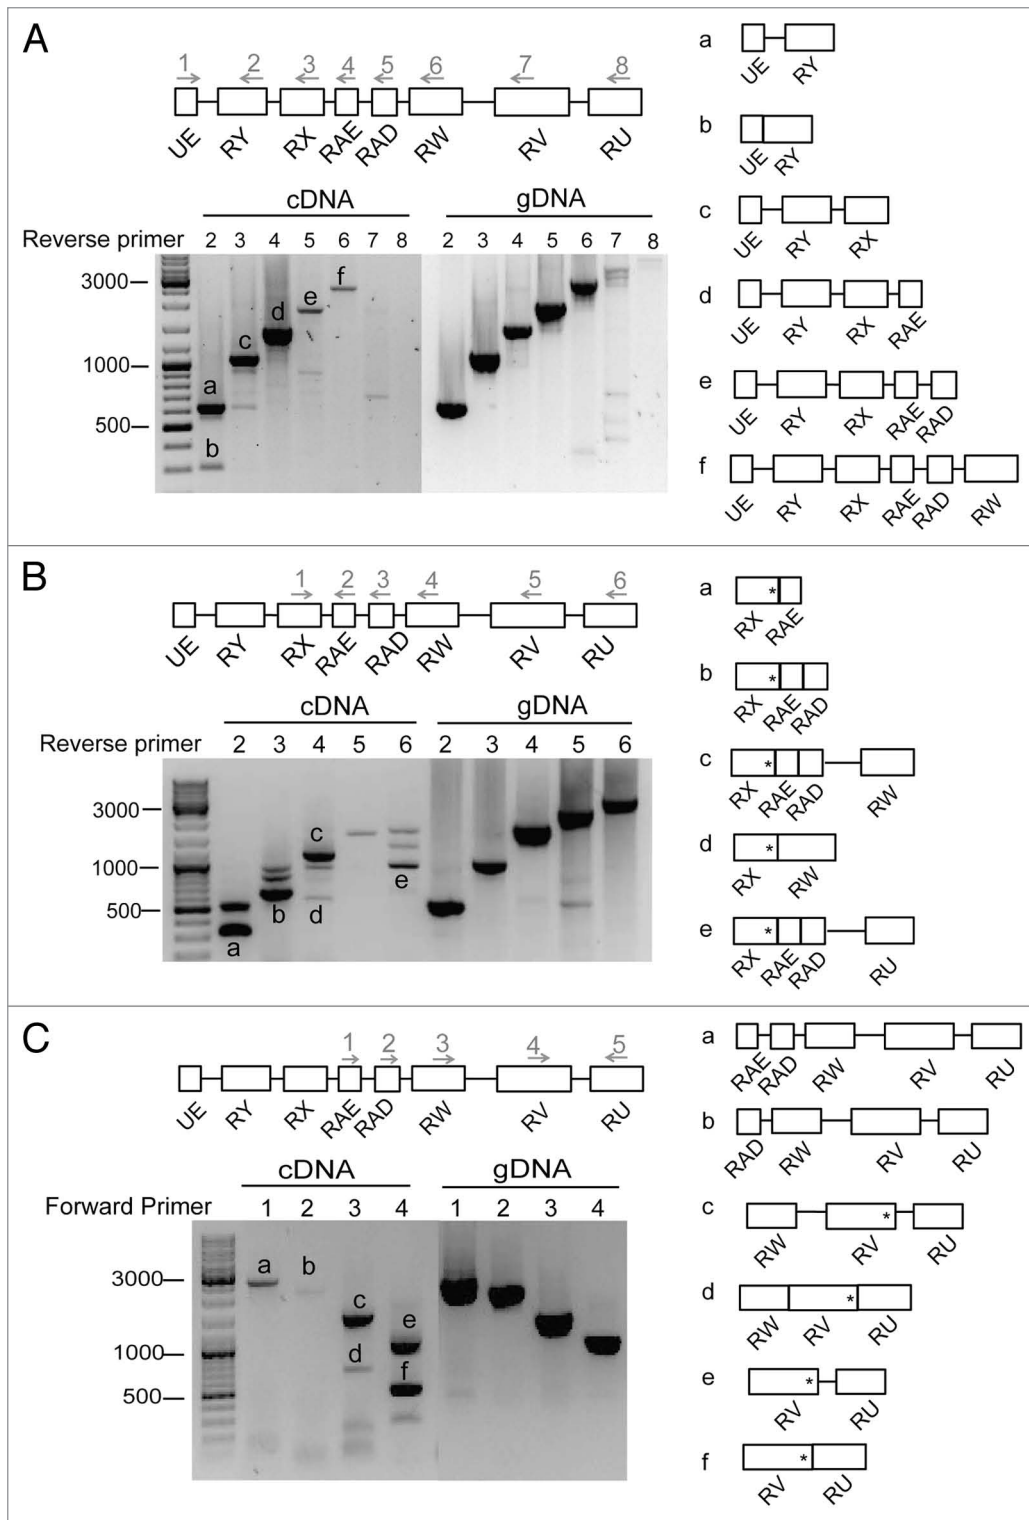 A
1 2 3 4 5 6 7 8
UE RY RX RAE RAD RW RV RU
cDNA gDNA
Reverse primer 2 3 4 5 6 7 8 2 3 4 5 6 7 8
3000
1000
500
a b c d e f
a
UE RY
b
UE RY
c
UE RY RX
d
UE RY RX RAE
e
UE RY RX RAE RAD
f
UE RY RX RAE RAD RW
B
1 2 3 4 5 6
UE RY RX RAE RAD RW RV RU
cDNA gDNA
Reverse primer 2 3 4 5 6 2 3 4 5 6
3000
1000
500
a b c d e
a
*
RX RAE
b
*
RX RAE RAD
c
*
RX RAE RAD RW
d
*
RX RW
e
*
RX RAE RAD RU
C
1 2 3 4 5
UE RY RX RAE RAD RW RV RU
cDNA gDNA
Forward Primer 1 2 3 4 1 2 3 4
3000
1000
500
a b c d e f
a
RAE RAD RW RV RU
b
RAD RW RV RU
c
*
RW RV RU
d
*
RW RV RU
e
*
RV RU
f
*
RV RU